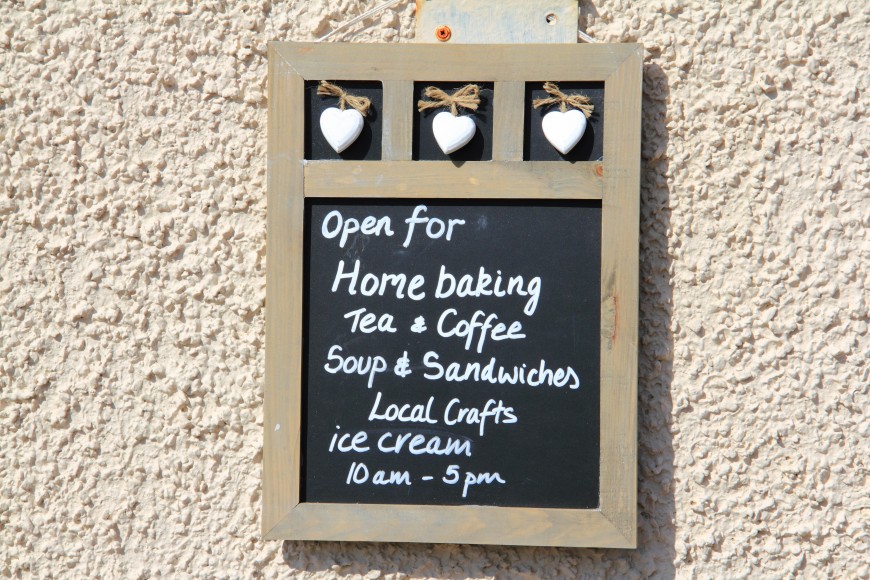 Open for
Home baking
Tea & Coffee
Soup & Sandwiches
Local Crafts
ice cream
10am - 5pm